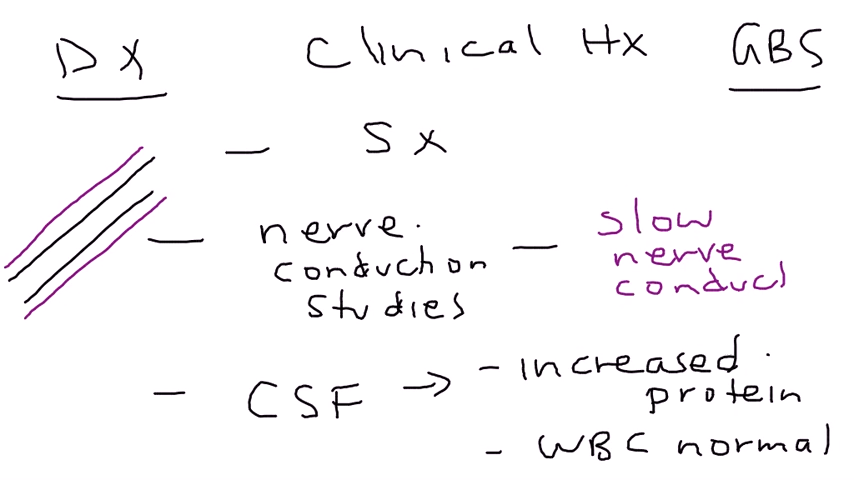 DX Clinical Hx GBS
- Sx
- nerve. - slow
conduction nerve
studies conduct
- CSF → - increased.
protein
- WBC normal